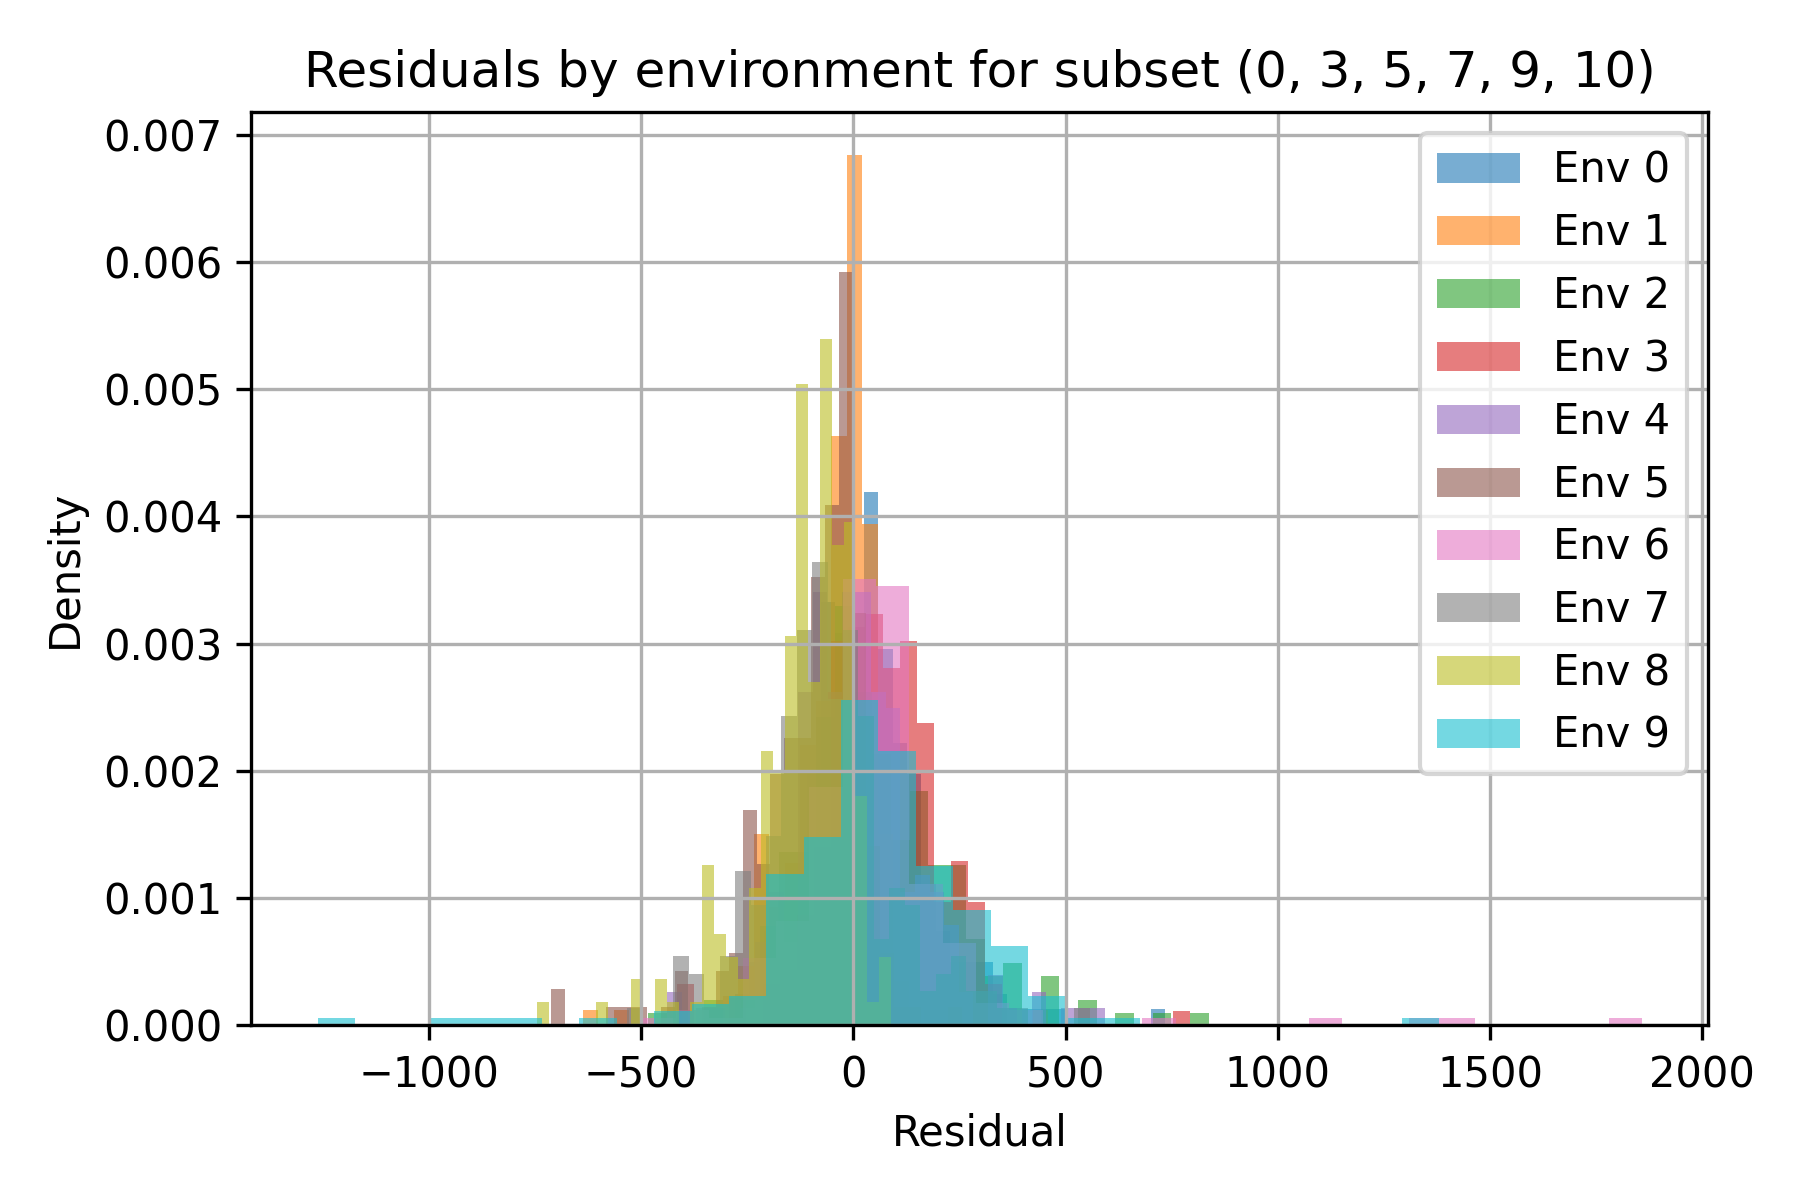 Residuals by environment for subset (0, 3, 5, 7, 9, 10)
0.007
0.006
0.005
0.004
0.003
0.002
0.001
0.000
Density
Env 0
Env 1
Env 2
Env 3
Env 4
Env 5
Env 6
Env 7
Env 8
Env 9
−1000 −500 0 500 1000 1500 2000
Residual